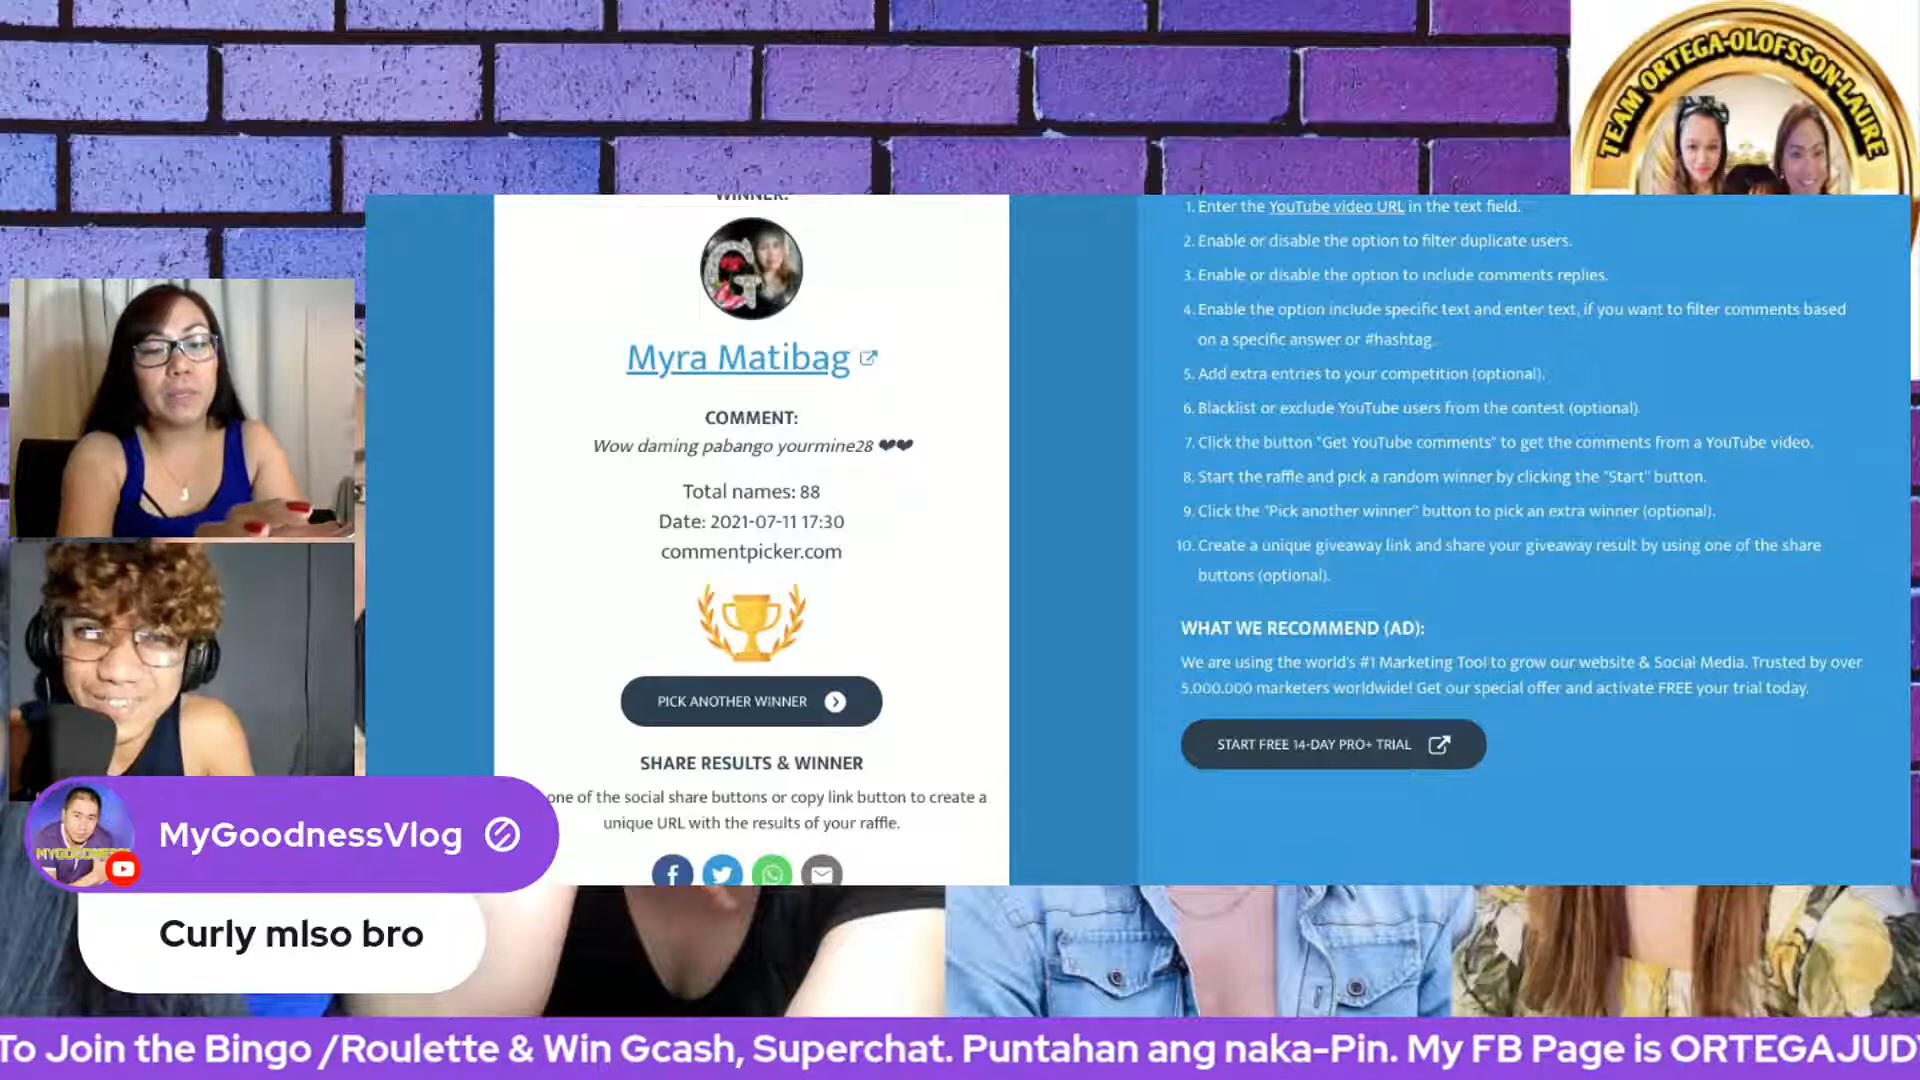 TEAM ORTEGA-OLOFSSON-LAURE
WINNER:
Myra Matibag
COMMENT:
Wow daming pabango yourmine28 ❤❤
Total names: 88
Date: 2021-07-11 17:30
commentpicker.com
PICK ANOTHER WINNER
SHARE RESULTS & WINNER
one of the social share buttons or copy link button to create a
unique URL with the results of your raffle.
1. Enter the YouTube video URL in the text field.
2. Enable or disable the option to filter duplicate users.
3. Enable or disable the option to include comments replies.
4. Enable the option include specific text and enter text, if you want to filter comments based
on a specific answer or #hashtag.
5. Add extra entries to your competition (optional).
6. Blacklist or exclude YouTube users from the contest (optional).
7. Click the button "Get YouTube comments" to get the comments from a YouTube video.
8. Start the raffle and pick a random winner by clicking the "Start" button.
9. Click the "Pick another winner" button to pick an extra winner (optional).
10. Create a unique giveaway link and share your giveaway result by using one of the share
buttons (optional).
WHAT WE RECOMMEND (AD):
We are using the world's #1 Marketing Tool to grow our website & Social Media. Trusted by over
5.000.000 marketers worldwide! Get our special offer and activate FREE your trial today.
START FREE 14-DAY PRO+ TRIAL
MyGoodnessVlog
Curly mlso bro
To Join the Bingo /Roulette & Win Gcash, Superchat. Puntahan ang naka-Pin. My FB Page is ORTEGAJUDY